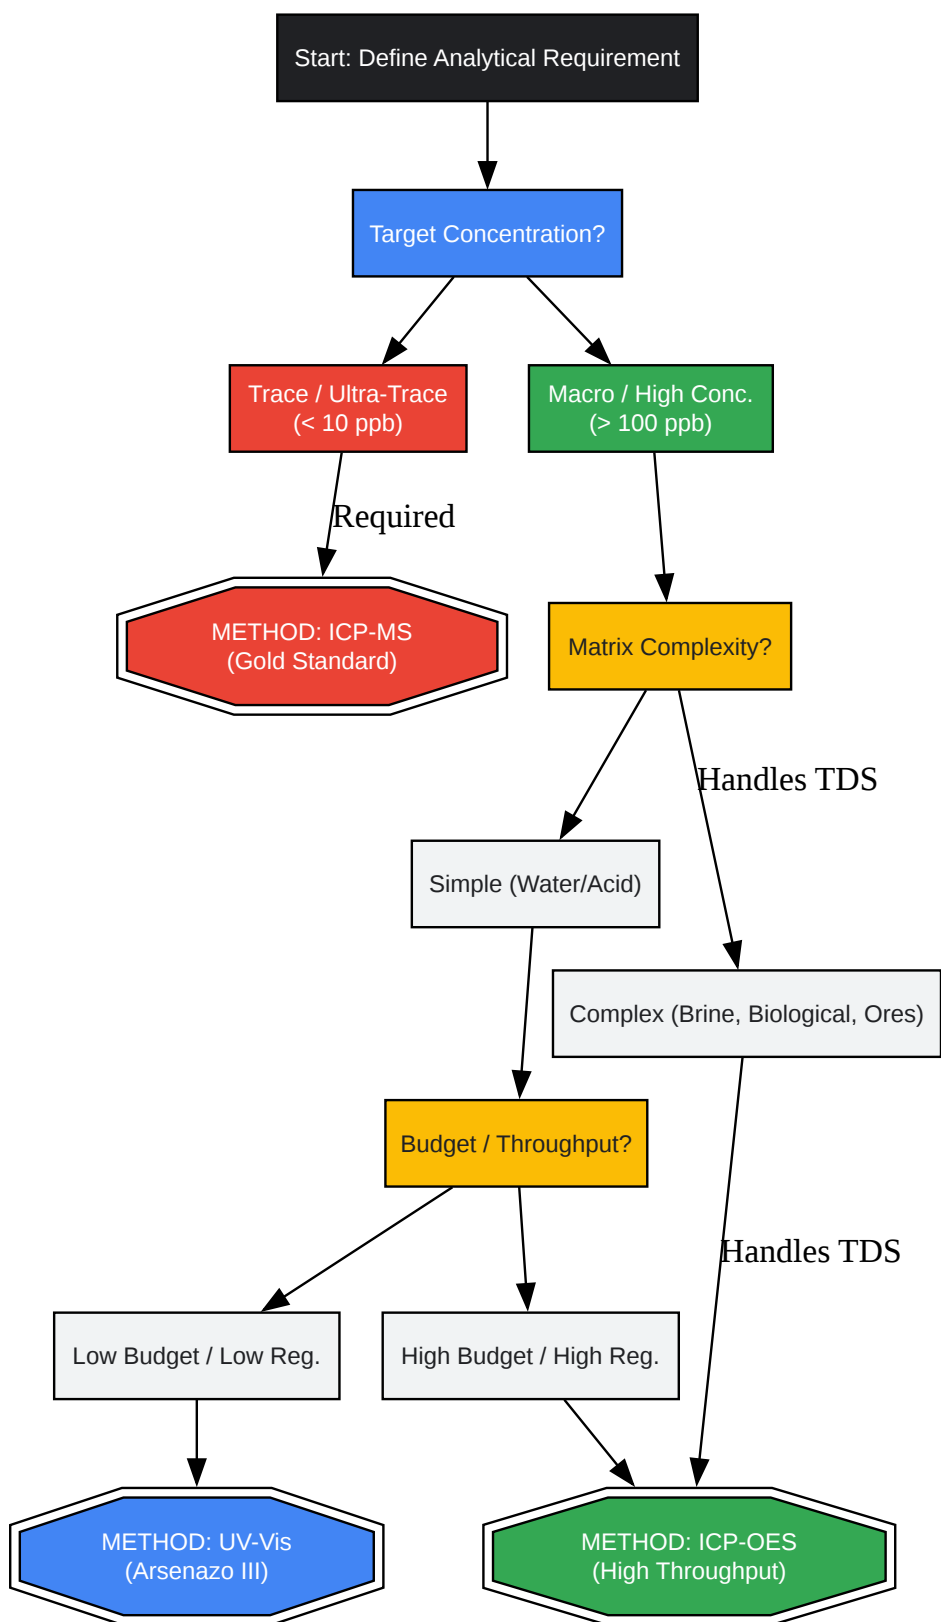 Start: Define Analytical Requirement
Target Concentration?
Trace / Ultra-Trace
(< 10 ppb)
Macro / High Conc.
(> 100 ppb)
Required
METHOD: ICP-MS
(Gold Standard)
Matrix Complexity?
Handles TDS
Simple (Water/Acid)
Complex (Brine, Biological, Ores)
Budget / Throughput?
Handles TDS
Low Budget / Low Reg.
High Budget / High Reg.
METHOD: UV-Vis
(Arsenazo III)
METHOD: ICP-OES
(High Throughput)